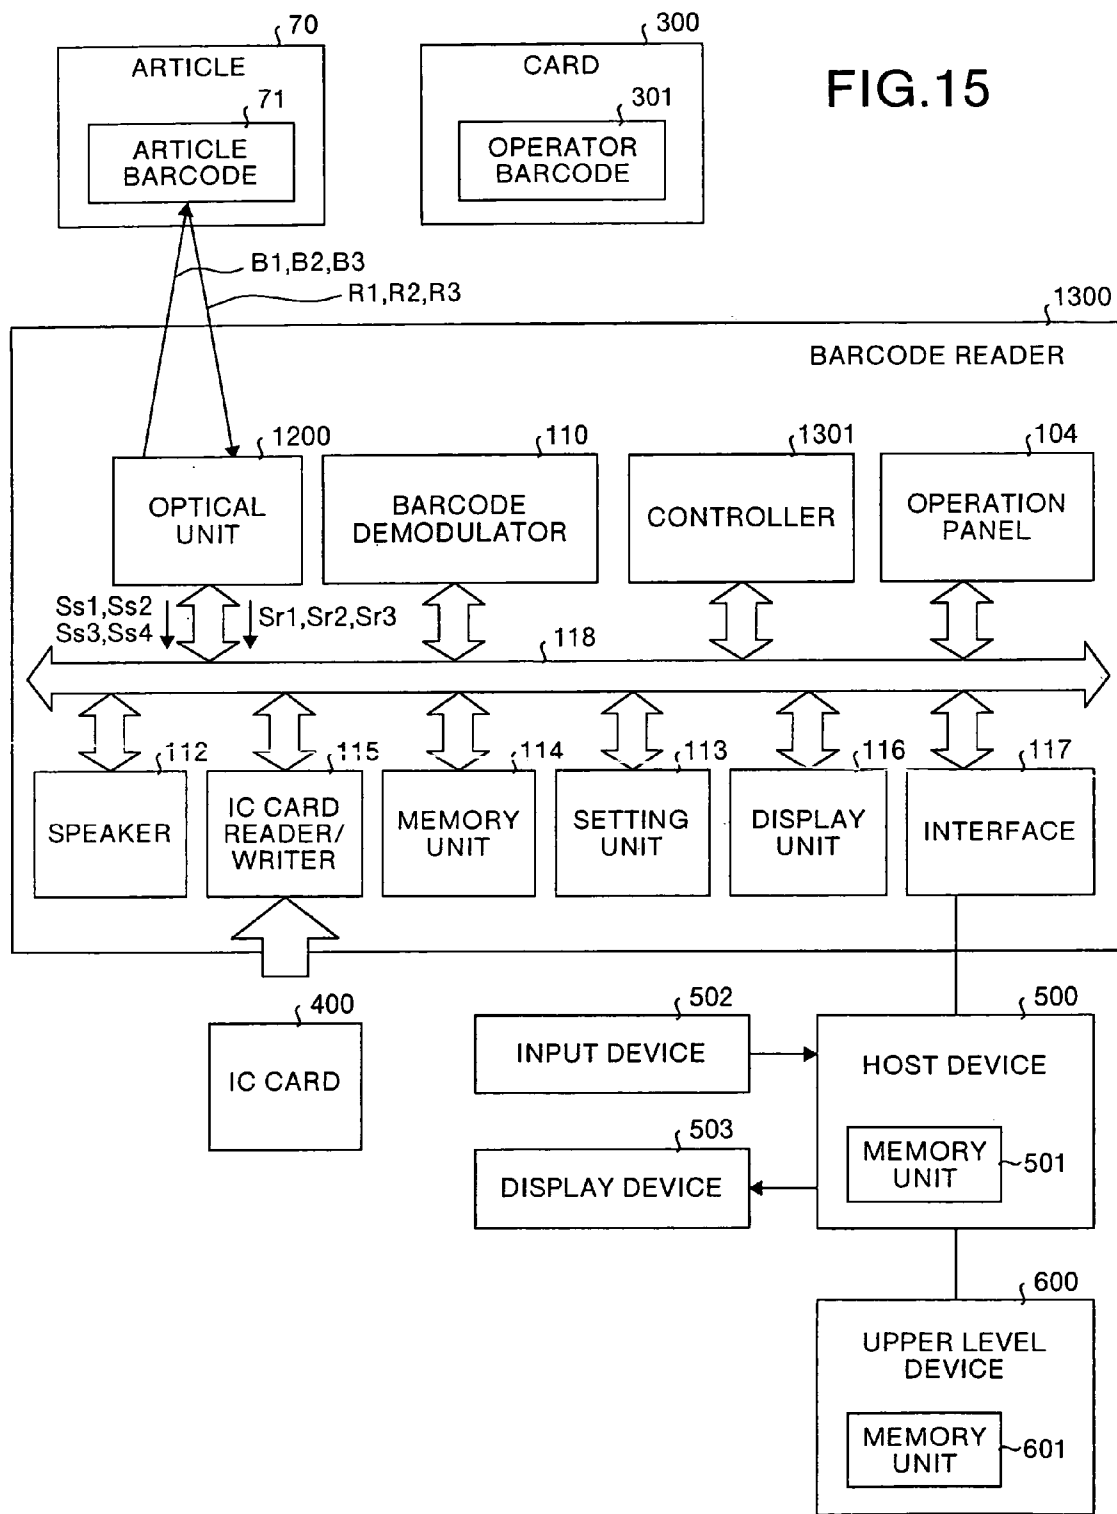 70
300
ARTICLE
CARD
FIG.15
71
301
ARTICLE
BARCODE
OPERATOR
BARCODE
B1,B2,B3
R1,R2,R3
1300
BARCODE READER
1200
110
1301
104
OPTICAL
UNIT
BARCODE
DEMODULATOR
CONTROLLER
OPERATION
PANEL
Ss1,Ss2
Ss3,Ss4
Sr1,Sr2,Sr3
118
112
115
114
113
116
117
SPEAKER
IC CARD
READER/
WRITER
MEMORY
UNIT
SETTING
UNIT
DISPLAY
UNIT
INTERFACE
400
502
500
IC CARD
INPUT DEVICE
HOST DEVICE
503
DISPLAY DEVICE
MEMORY
UNIT
501
600
UPPER LEVEL
DEVICE
MEMORY
UNIT
601